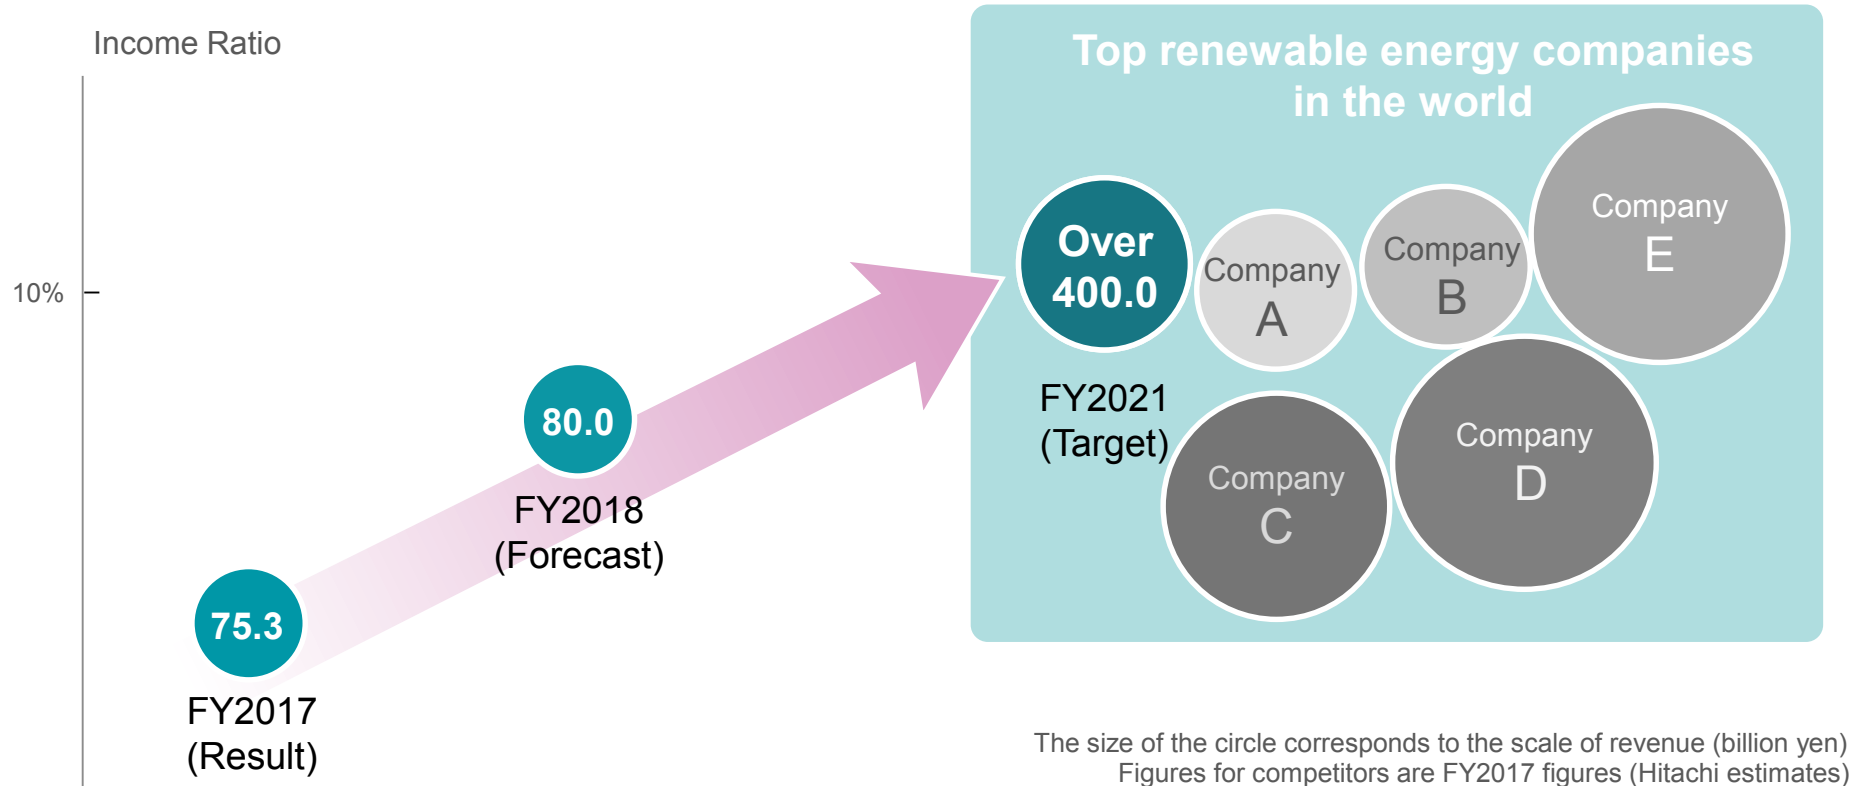 Income Ratio
10%
75.3
FY2017
(Result)
80.0
FY2018
(Forecast)
Top renewable energy companies
in the world
Over
400.0
FY2021
(Target)
Company
A
Company
B
Company
E
Company
C
Company
D
The size of the circle corresponds to the scale of revenue (billion yen)
Figures for competitors are FY2017 figures (Hitachi estimates)